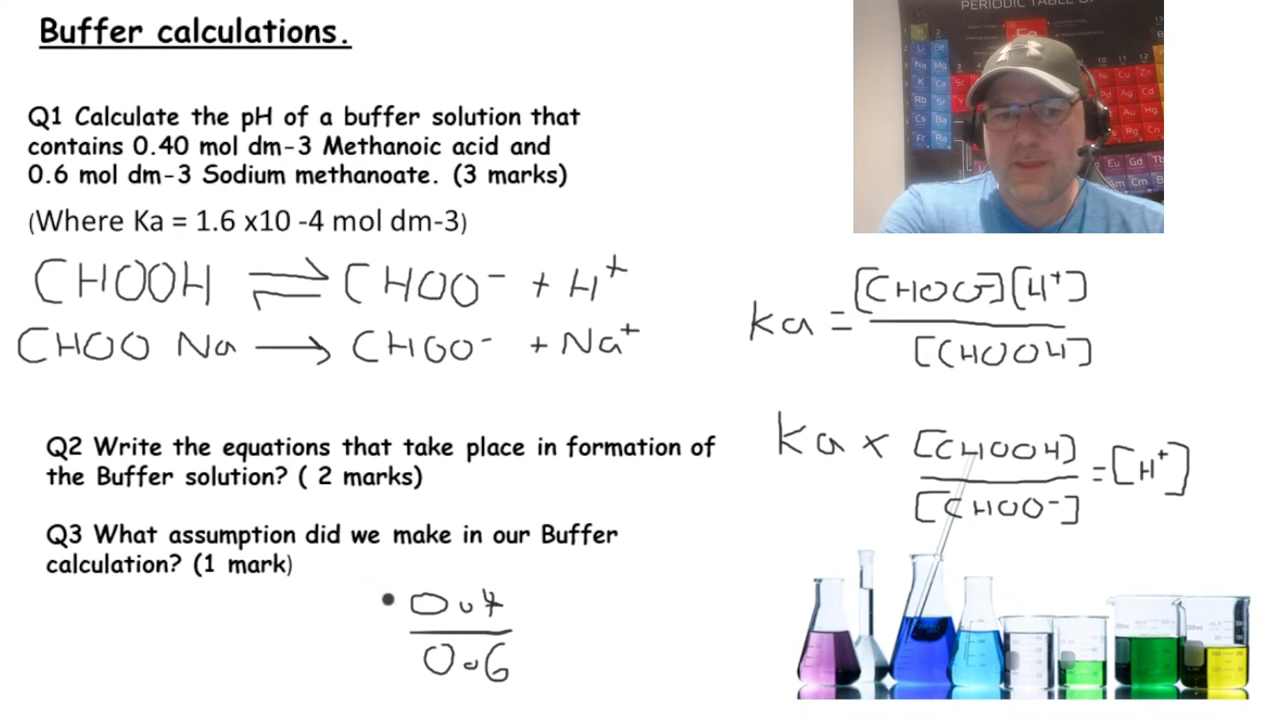 Buffer calculations.
PERIODIC TABLE OF
Q1 Calculate the pH of a buffer solution that
contains 0.40 mol dm-3 Methanoic acid and
0.6 mol dm-3 Sodium methanoate. (3 marks)
(Where Ka = 1.6 x10 -4 mol dm-3)
CHOOH ⇌ CHOO⁻ + H⁺
CHOO Na ⟶ CHOO⁻ + Na⁺
ka = [CHOO⁻][H⁺]
[CHOOH]
ka × [CHOOH] = [H⁺]
[CHOO⁻]
Q2 Write the equations that take place in formation of
the Buffer solution? ( 2 marks)
Q3 What assumption did we make in our Buffer
calculation? (1 mark)
0.4
0.6